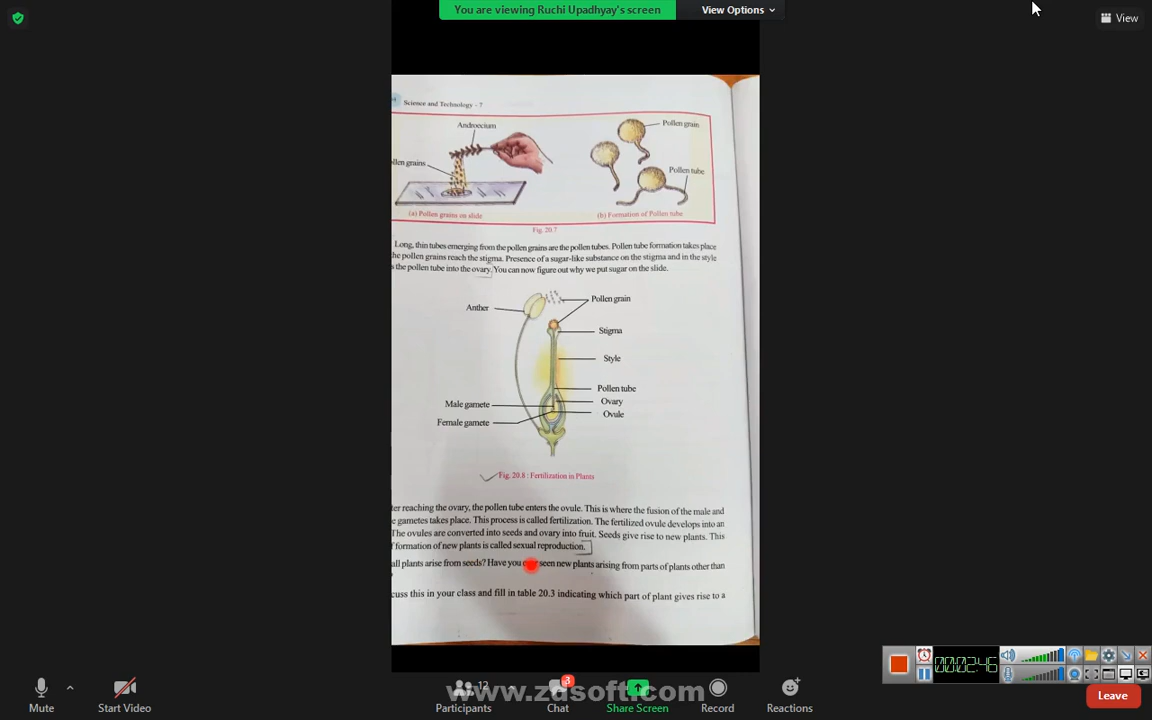 You are viewing Ruchi Upadhyay's screen
View Options
View
Science and Technology - 7
Androecium
Pollen grain
llen grains
Pollen tube
(a) Pollen grains on slide
(b) Formation of Pollen tube
Fig. 20.7
Long, thin tubes emerging from the pollen grains are the pollen tubes. Pollen tube formation takes place
he pollen grains reach the stigma. Presence of a sugar-like substance on the stigma and in the style
s the pollen tube into the ovary. You can now figure out why we put sugar on the slide.
Pollen grain
Anther
Stigma
Style
Pollen tube
Male gamete
Ovary
Ovule
Female gamete
Fig. 20.8 : Fertilization in Plants
ter reaching the ovary, the pollen tube enters the ovule. This is where the fusion of the male and
e gametes takes place. This process is called fertilization. The fertilized ovule develops into an
The ovules are converted into seeds and ovary into fruit. Seeds give rise to new plants. This
f formation of new plants is called sexual reproduction.
all plants arise from seeds? Have you seen new plants arising from parts of plants other than
cuss this in your class and fill in table 20.3 indicating which part of plant gives rise to a
00:02:46
Mute
Start Video
12
Participants
3
Chat
Share Screen
Record
Reactions
Leave
www.zdsoft.com